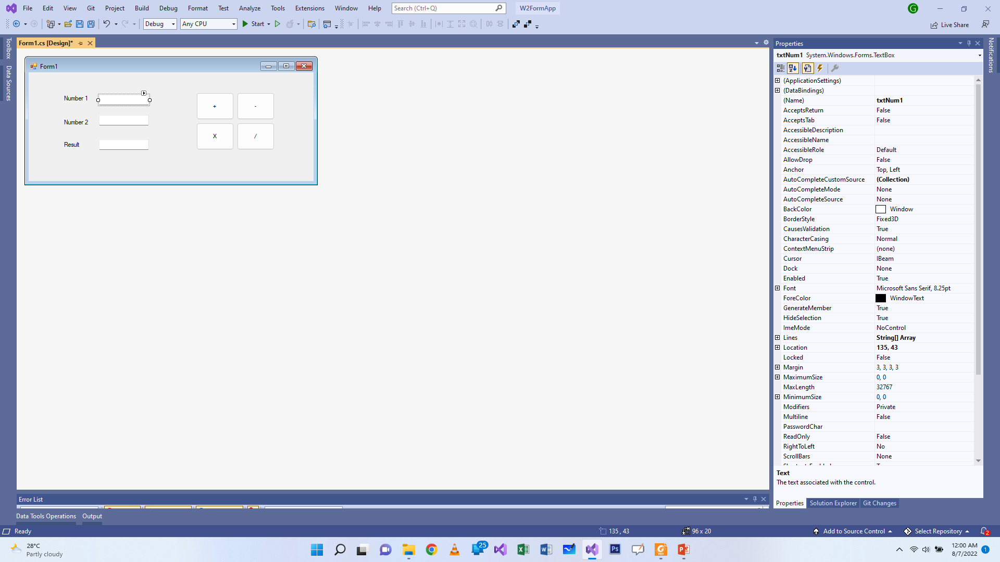 File Edit View Git Project Build Debug Format Test Analyze Tools Extensions Window Help Search (Ctrl+Q) W2FormApp G
Debug Any CPU Start Live Share
Toolbox
Data Sources
Form1.cs [Design]*
Form1
Number 1
+ -
Number 2
X /
Result
Properties
txtNum1 System.Windows.Forms.TextBox
(ApplicationSettings)
(DataBindings)
(Name) txtNum1
AcceptsReturn False
AcceptsTab False
AccessibleDescription
AccessibleName
AccessibleRole Default
AllowDrop False
Anchor Top, Left
AutoCompleteCustomSource (Collection)
AutoCompleteMode None
AutoCompleteSource None
BackColor Window
BorderStyle Fixed3D
CausesValidation True
CharacterCasing Normal
ContextMenuStrip (none)
Cursor IBeam
Dock None
Enabled True
Font Microsoft Sans Serif, 8.25pt
ForeColor WindowText
GenerateMember True
HideSelection True
ImeMode NoControl
Lines String[] Array
Location 135, 43
Locked False
Margin 3, 3, 3, 3
MaximumSize 0, 0
MaxLength 32767
MinimumSize 0, 0
Modifiers Private
Multiline False
PasswordChar
ReadOnly False
RightToLeft No
ScrollBars None
Text
The text associated with the control.
Properties Solution Explorer Git Changes
Notifications
Error List
Data Tools Operations Output
Ready 135 , 43 96 x 20 Add to Source Control Select Repository 2
28°C
Partly cloudy
25
Ps
PDF
12:00 AM
8/7/2022
1